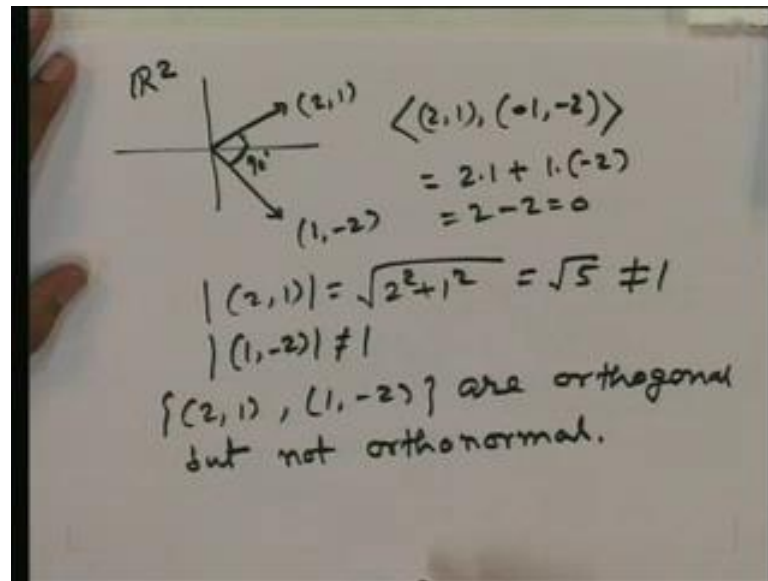 ℝ²
(2,1)
90°
(1,-2)
⟨(2,1), (1,-2)⟩
= 2·1 + 1·(-2)
= 2-2=0
|(2,1)| = √(2²+1²) = √5 ≠ 1
|(1,-2)| ≠ 1
{(2,1), (1,-2)} are orthogonal
but not orthonormal.